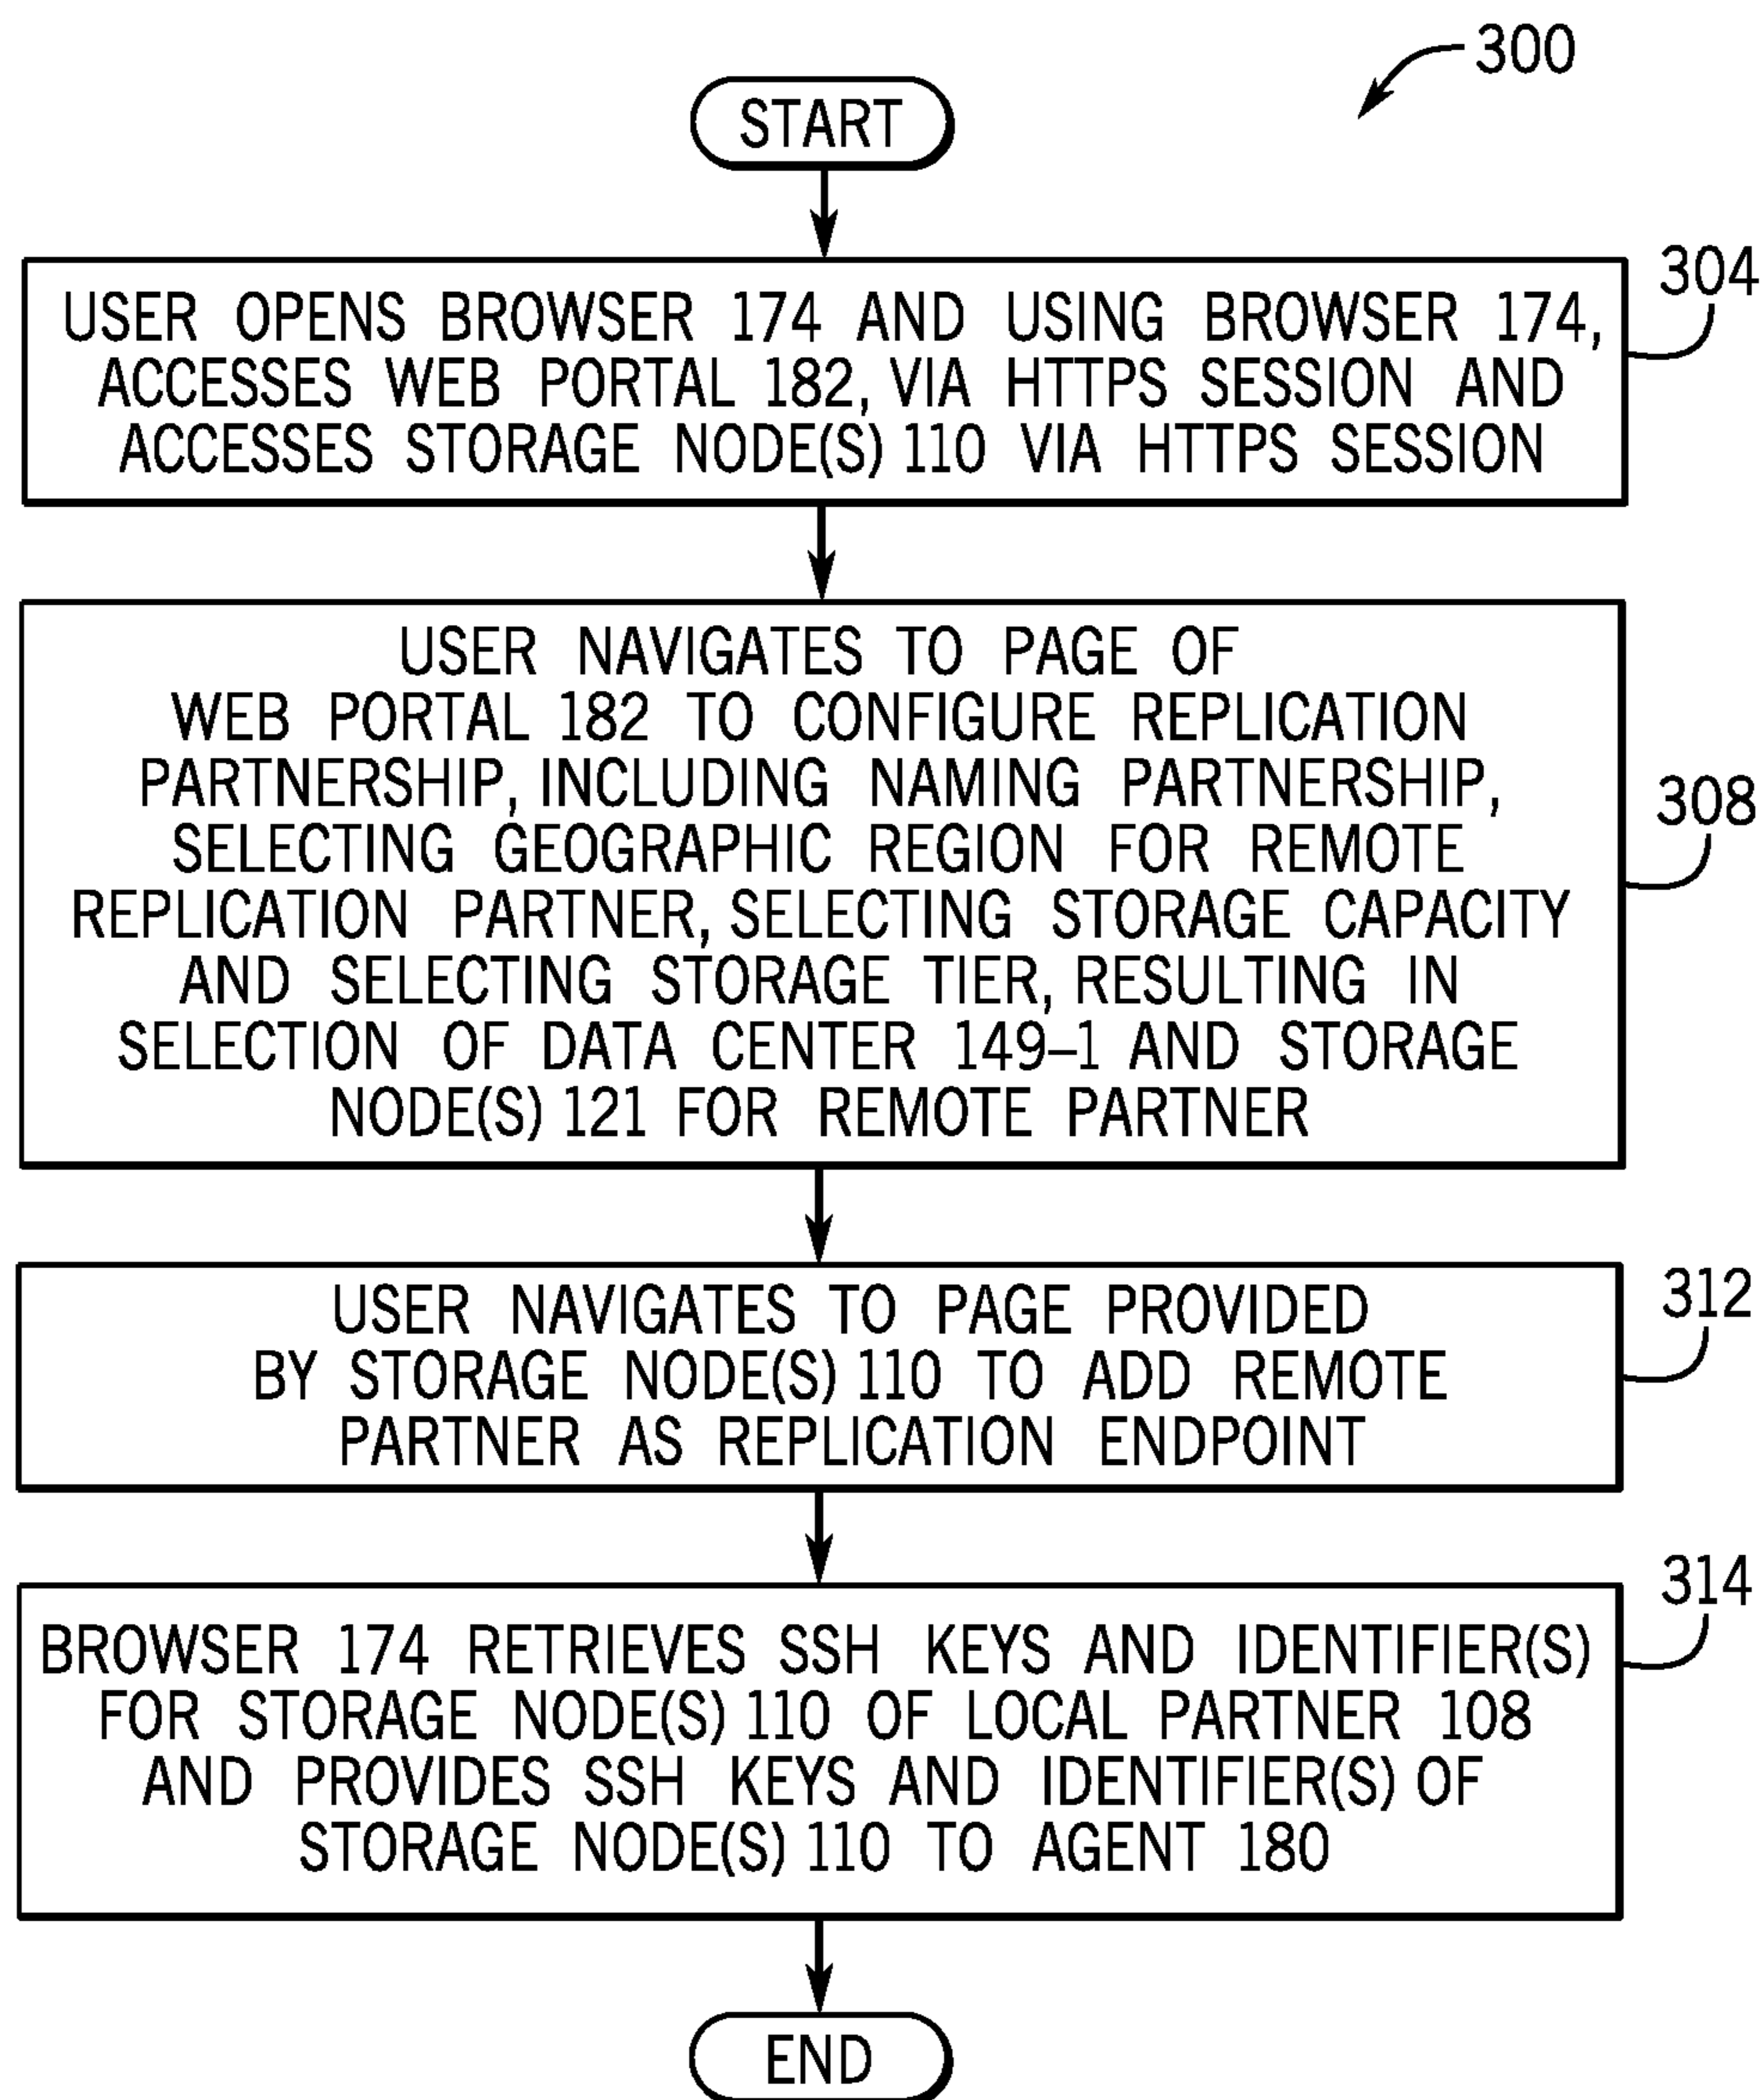 300
START
304
USER OPENS BROWSER 174 AND USING BROWSER 174,
ACCESSES WEB PORTAL 182, VIA HTTPS SESSION AND
ACCESSES STORAGE NODE(S) 110 VIA HTTPS SESSION
USER NAVIGATES TO PAGE OF
WEB PORTAL 182 TO CONFIGURE REPLICATION
PARTNERSHIP, INCLUDING NAMING PARTNERSHIP,
308
SELECTING GEOGRAPHIC REGION FOR REMOTE
REPLICATION PARTNER, SELECTING STORAGE CAPACITY
AND SELECTING STORAGE TIER, RESULTING IN
SELECTION OF DATA CENTER 149–1 AND STORAGE
NODE(S) 121 FOR REMOTE PARTNER
312
USER NAVIGATES TO PAGE PROVIDED
BY STORAGE NODE(S) 110 TO ADD REMOTE
PARTNER AS REPLICATION ENDPOINT
314
BROWSER 174 RETRIEVES SSH KEYS AND IDENTIFIER(S)
FOR STORAGE NODE(S) 110 OF LOCAL PARTNER 108
AND PROVIDES SSH KEYS AND IDENTIFIER(S) OF
STORAGE NODE(S) 110 TO AGENT 180
END